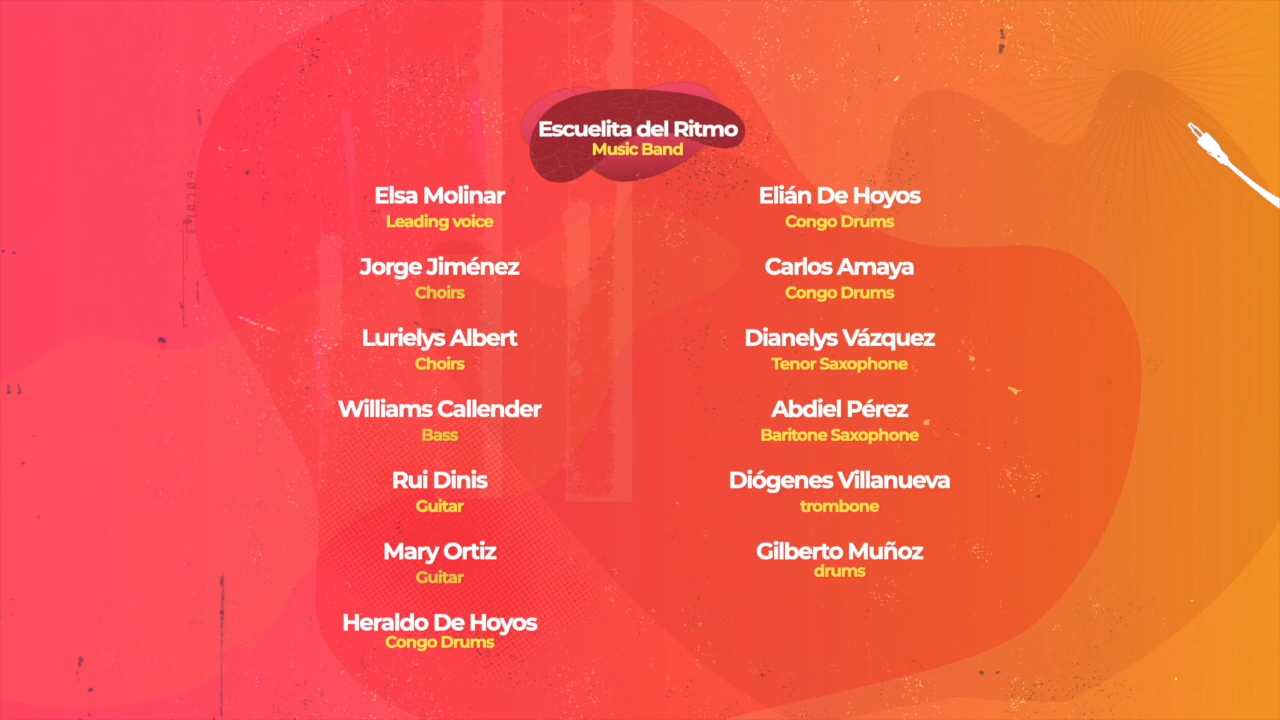 Escuelita del Ritmo
Music Band
Elsa Molinar
Leading voice
Jorge Jiménez
Choirs
Lurielys Albert
Choirs
Williams Callender
Bass
Rui Dinis
Guitar
Mary Ortiz
Guitar
Heraldo De Hoyos
Congo Drums
Elián De Hoyos
Congo Drums
Carlos Amaya
Congo Drums
Dianelys Vázquez
Tenor Saxophone
Abdiel Pérez
Baritone Saxophone
Diógenes Villanueva
trombone
Gilberto Muñoz
drums